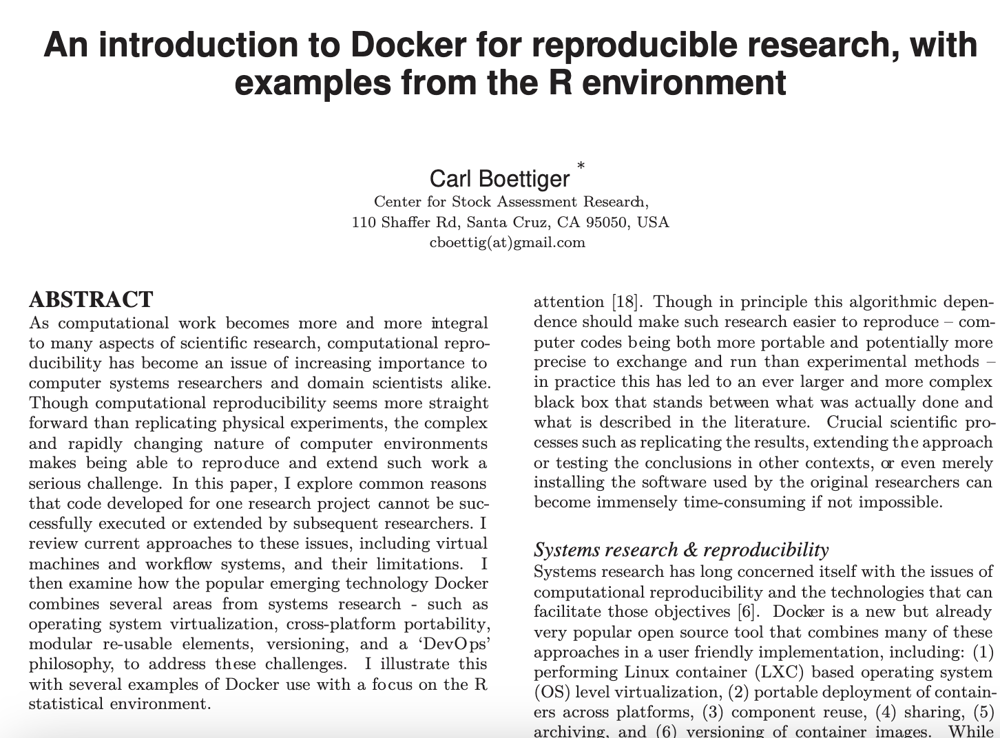 An introduction to Docker for reproducible research, with
examples from the R environment
Carl Boettiger *
Center for Stock Assessment Research,
110 Shaffer Rd, Santa Cruz, CA 95050, USA
cboettig(at)gmail.com
ABSTRACT
As computational work becomes more and more integral
to many aspects of scientific research, computational repro-
ducibility has become an issue of increasing importance to
computer systems researchers and domain scientists alike.
Though computational reproducibility seems more straight
forward than replicating physical experiments, the complex
and rapidly changing nature of computer environments
makes being able to reproduce and extend such work a
serious challenge. In this paper, I explore common reasons
that code developed for one research project cannot be suc-
cessfully executed or extended by subsequent researchers. I
review current approaches to these issues, including virtual
machines and workflow systems, and their limitations. I
then examine how the popular emerging technology Docker
combines several areas from systems research - such as
operating system virtualization, cross-platform portability,
modular re-usable elements, versioning, and a ‘DevOps’
philosophy, to address these challenges. I illustrate this
with several examples of Docker use with a focus on the R
statistical environment.
attention [18]. Though in principle this algorithmic depen-
dence should make such research easier to reproduce – com-
puter codes being both more portable and potentially more
precise to exchange and run than experimental methods –
in practice this has led to an ever larger and more complex
black box that stands between what was actually done and
what is described in the literature. Crucial scientific pro-
cesses such as replicating the results, extending the approach
or testing the conclusions in other contexts, or even merely
installing the software used by the original researchers can
become immensely time-consuming if not impossible.
Systems research & reproducibility
Systems research has long concerned itself with the issues of
computational reproducibility and the technologies that can
facilitate those objectives [6]. Docker is a new but already
very popular open source tool that combines many of these
approaches in a user friendly implementation, including: (1)
performing Linux container (LXC) based operating system
(OS) level virtualization, (2) portable deployment of contain-
ers across platforms, (3) component reuse, (4) sharing, (5)
archiving, and (6) versioning of container images. While